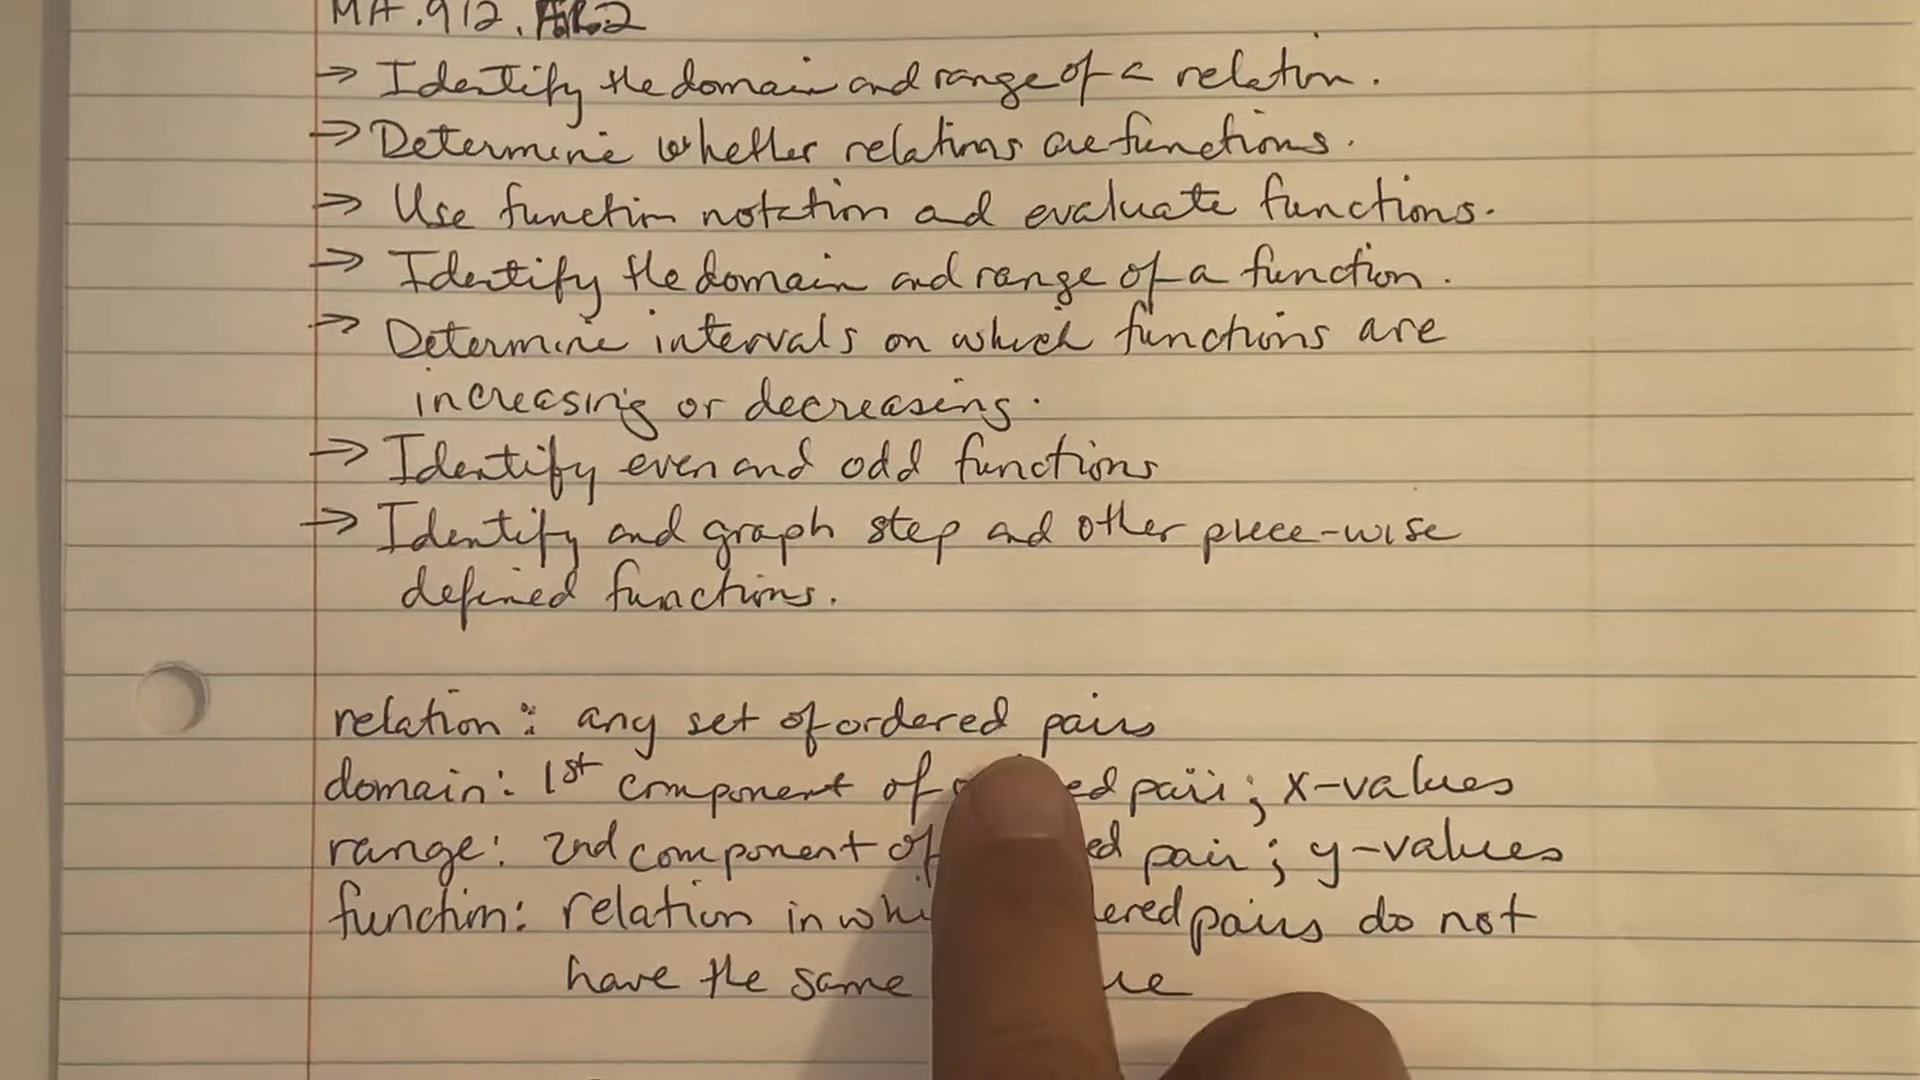 MA.912.AR.2
→ Identify the domain and range of a relation.
→ Determine whether relations are functions.
→ Use function notation and evaluate functions.
→ Identify the domain and range of a function.
→ Determine intervals on which functions are
increasing or decreasing.
→ Identify even and odd functions
→ Identify and graph step and other piece-wise
defined functions.
relation: any set of ordered pairs
domain: 1st component of pair; x-values
range: 2nd component of pair; y-values
function: relation in pairs do not
have the same